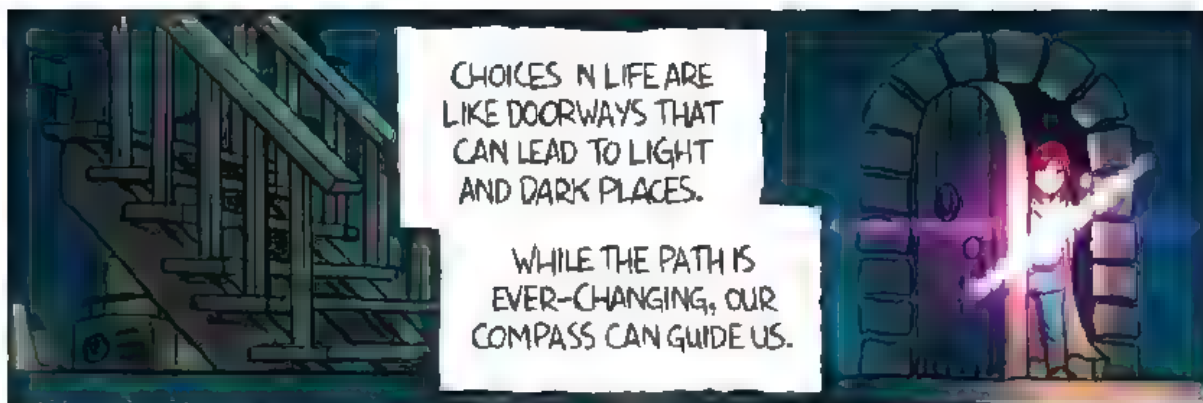 CHOICES N LIFE ARE
LIKE DOORWAYS THAT
CAN LEAD TO LIGHT
AND DARK PLACES.
WHILE THE PATH IS
EVER-CHANGING, OUR
COMPASS CAN GUIDE US.